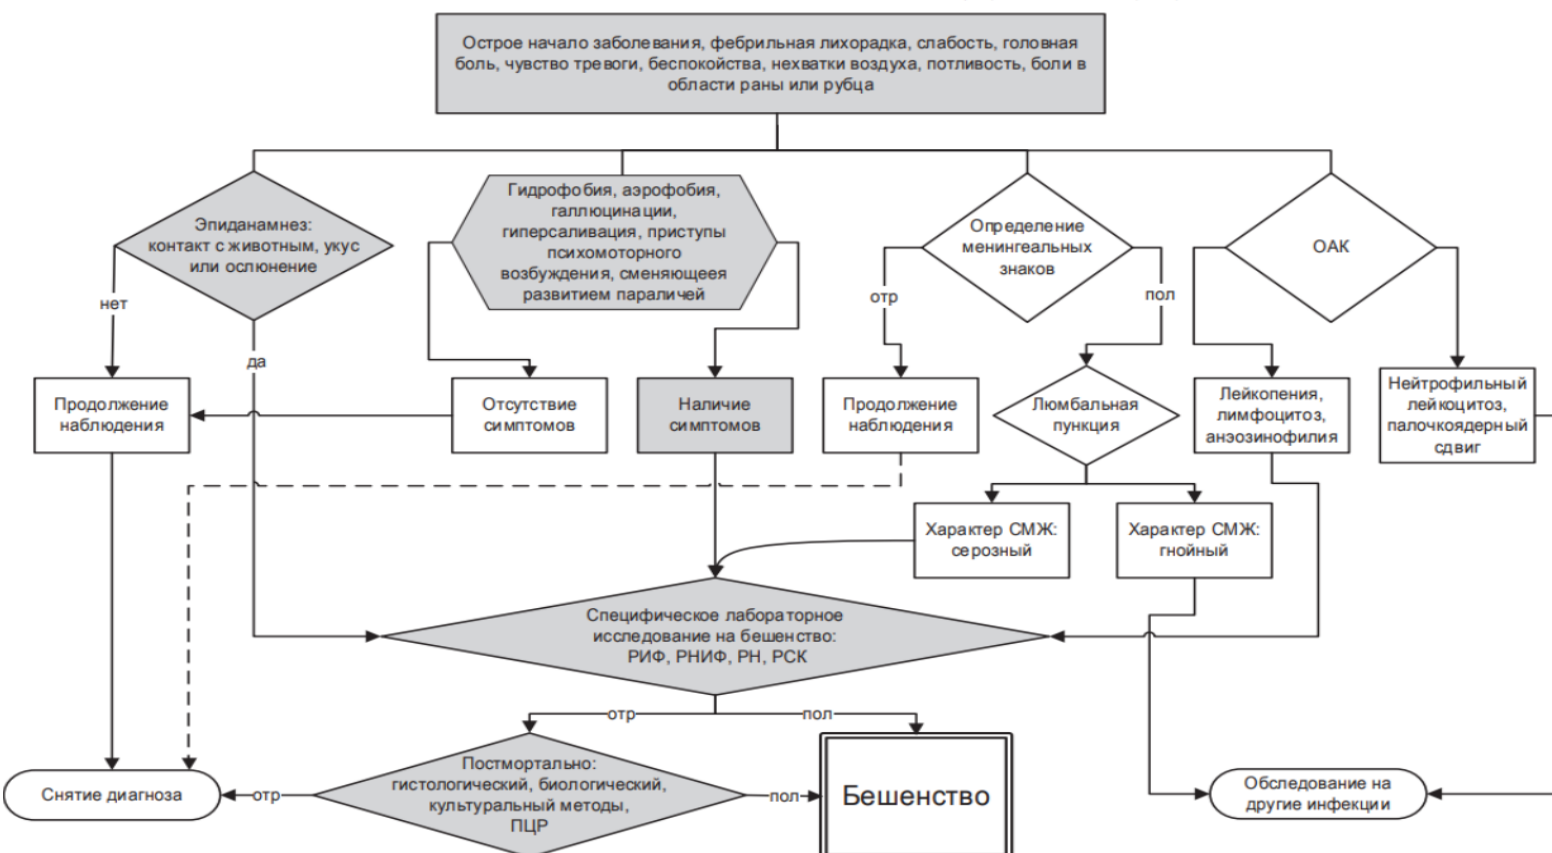 Острое начало заболевания, фебрильная лихорадка, слабость, головная
боль, чувство тревоги, беспокойства, нехватки воздуха, потливость, боли в
области раны или рубца
Эпиданамнез:
контакт с животным, укус
или ослюнение
Гидрофобия, аэрофобия,
галлюцинации,
гиперсаливация, приступы
психомоторного
возбуждения, сменяющееея
развитием параличей
Определение
менингеальных
знаков
ОАК
нет
да
отр
пол
Продолжение
наблюдения
Отсутствие
симптомов
Наличие
симптомов
Продолжение
наблюдения
Люмбальная
пункция
Лейкопения,
лимфоцитоз,
анэозинофилия
Нейтрофильный
лейкоцитоз,
палочкоядерный
сдвиг
Характер СМЖ:
серозный
Характер СМЖ:
гнойный
Специфическое лабораторное
исследование на бешенство:
РИФ, РНИФ, РН, РСК
отр
пол
Снятие диагноза
отр
Постмортально:
гистологический, биологический,
культуральный методы,
ПЦР
пол
Бешенство
Обследование на
другие инфекции